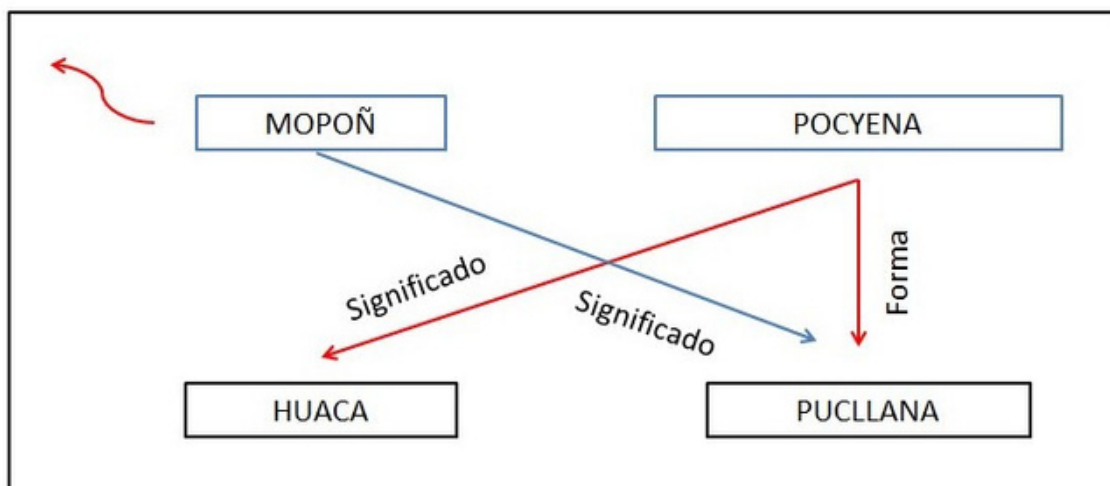 MOPOÑ
POCYENA
Significado
Significado
Forma
HUACA
PUCLLANA